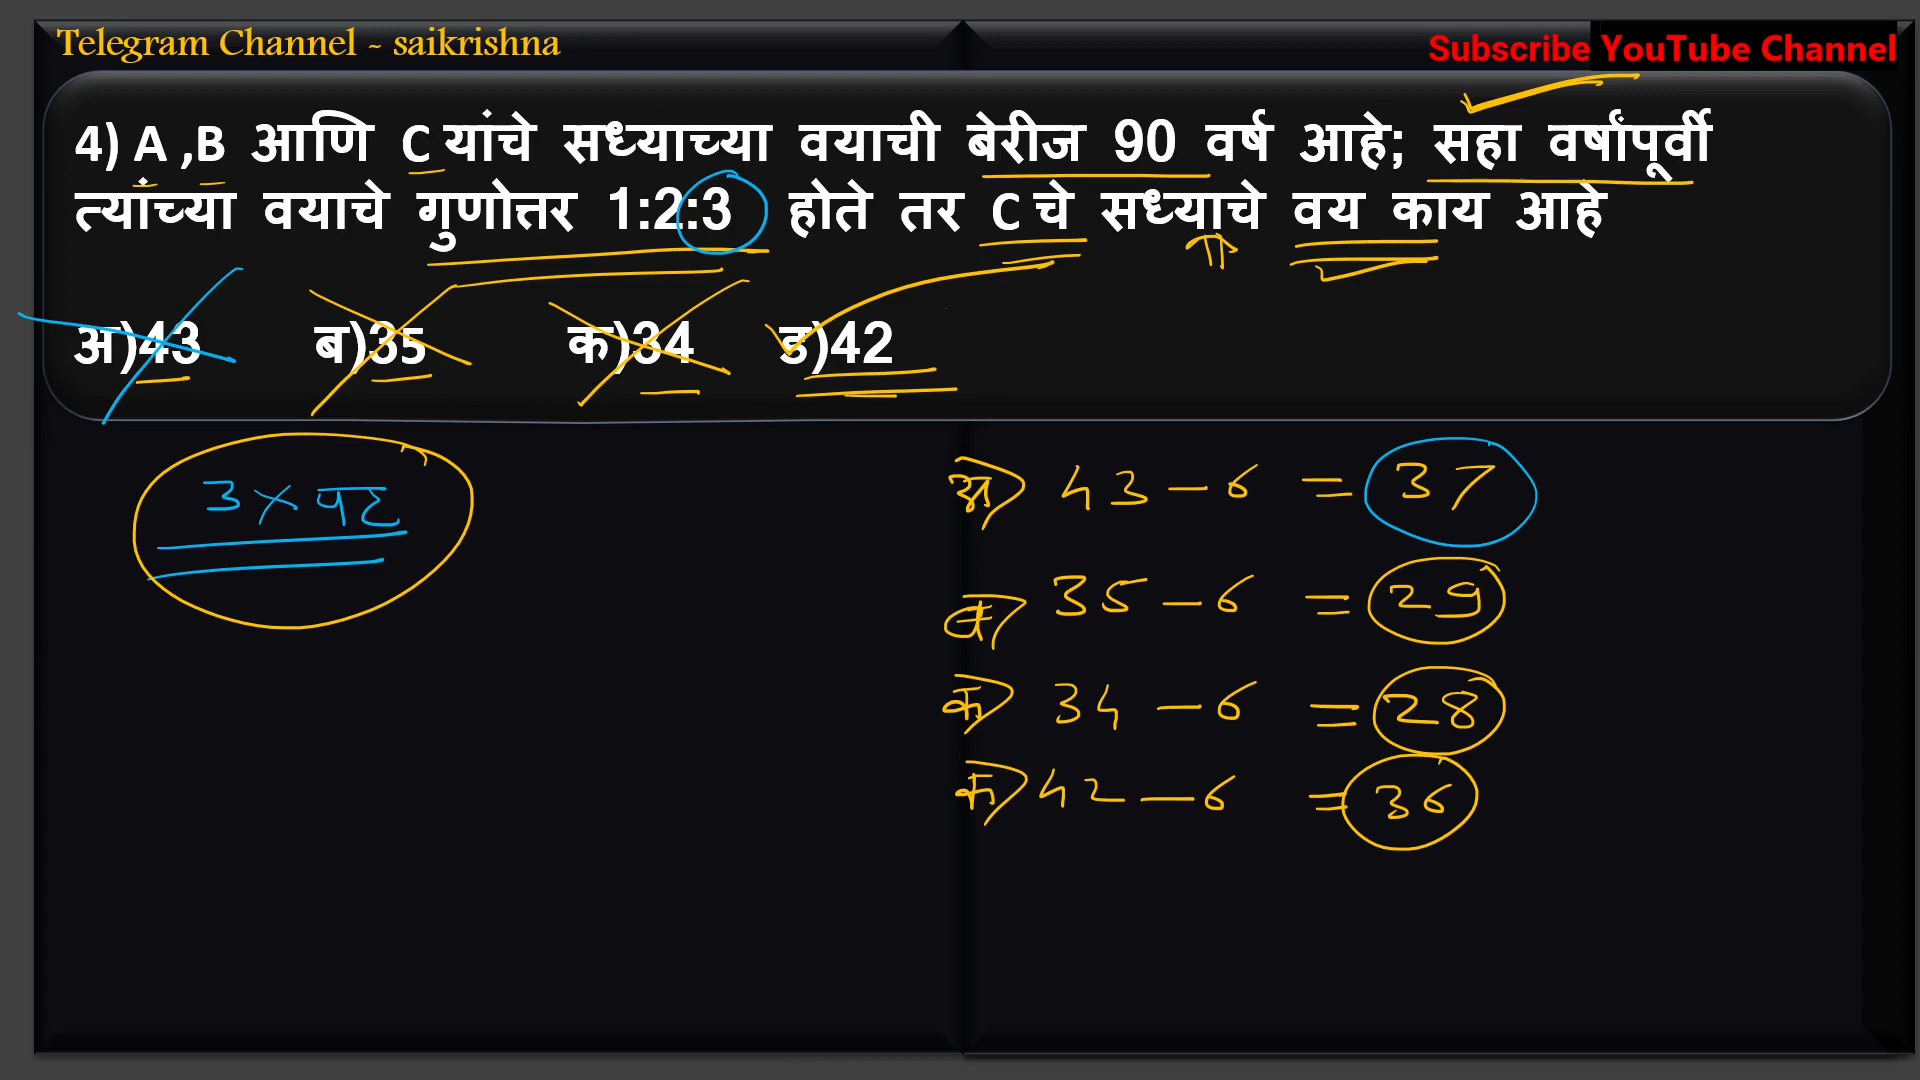 Telegram Channel ~ saikrishna
Subscribe YouTube Channel
4) A ,B आणि C यांचे सध्याच्या वयाची बेरीज 90 वर्ष आहे; सहा वर्षांपूर्वी
त्यांच्या वयाचे गुणोत्तर 1:2:3 होते तर C चे सध्याचे वय काय आहे
अ)43 ब)35 क)34 ड)42
3 × पट
अ) 43 - 6 = 37
ब) 35 - 6 = 29
क) 34 - 6 = 28
क) 42 - 6 = 36